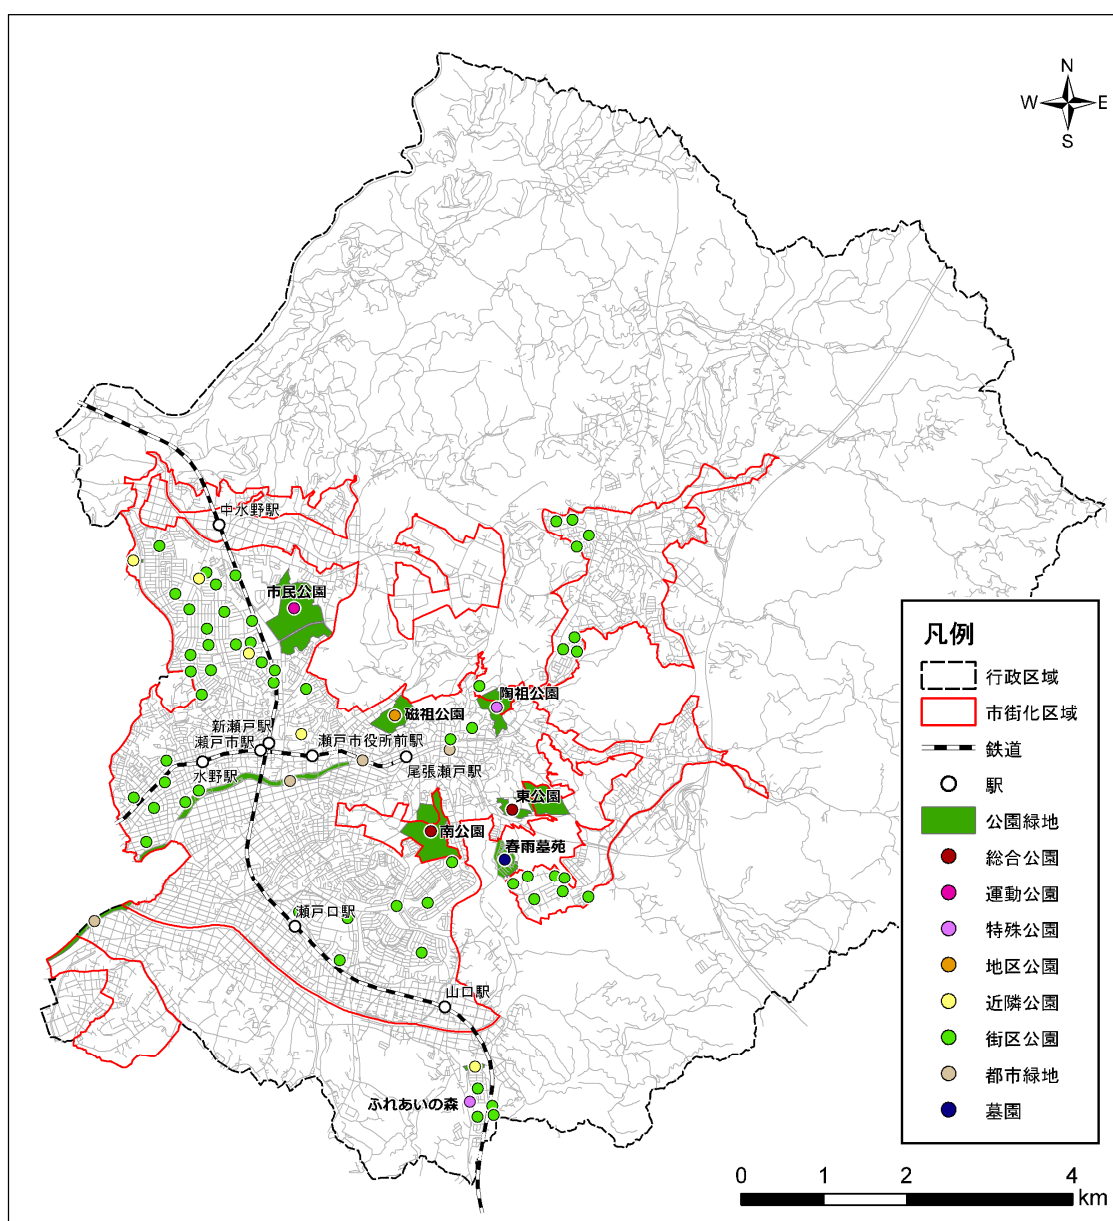 N
W
E
S
中水野駅
市民公園
陶祖公園
磁祖公園
新瀬戸駅
瀬戸市駅
瀬戸市役所前駅
水野駅
尾張瀬戸駅
東公園
南公園
春雨墓苑
瀬戸口駅
山口駅
ふれあいの森
凡例
行政区域
市街化区域
鉄道
駅
公園緑地
総合公園
運動公園
特殊公園
地区公園
近隣公園
街区公園
都市緑地
墓園
0 1 2 4
km